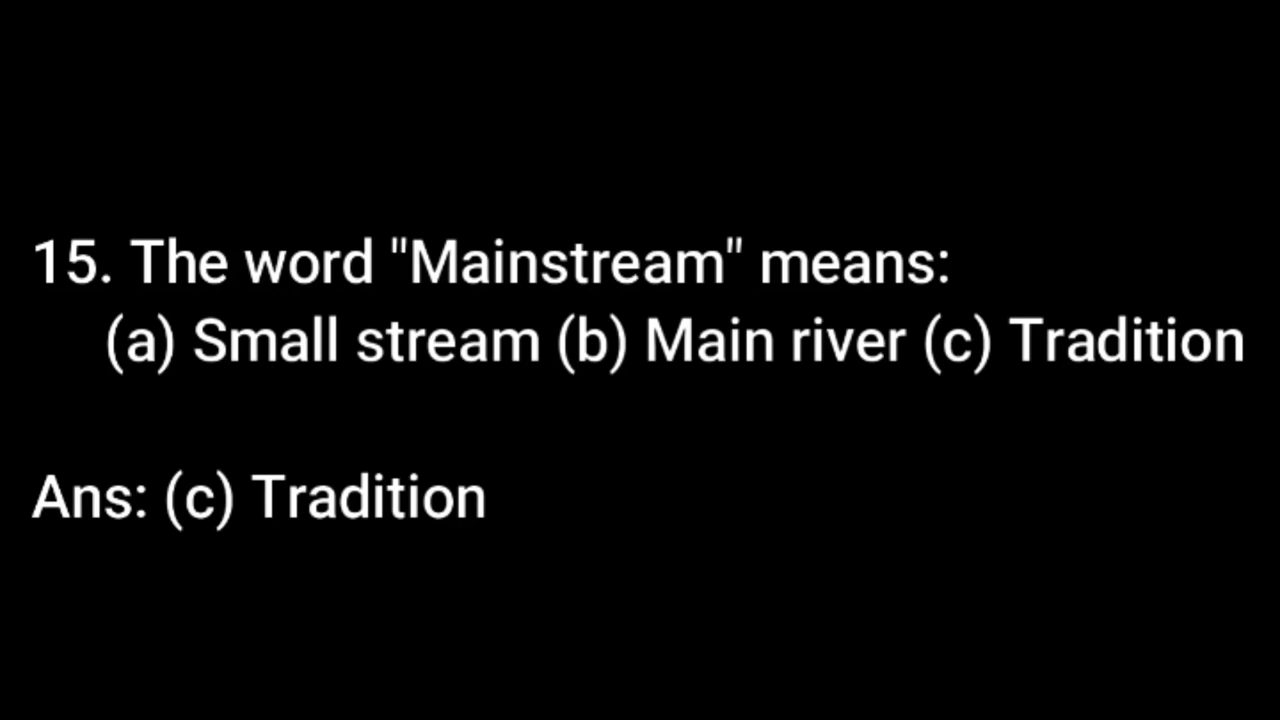 15. The word "Mainstream" means:
(a) Small stream (b) Main river (c) Tradition
Ans: (c) Tradition